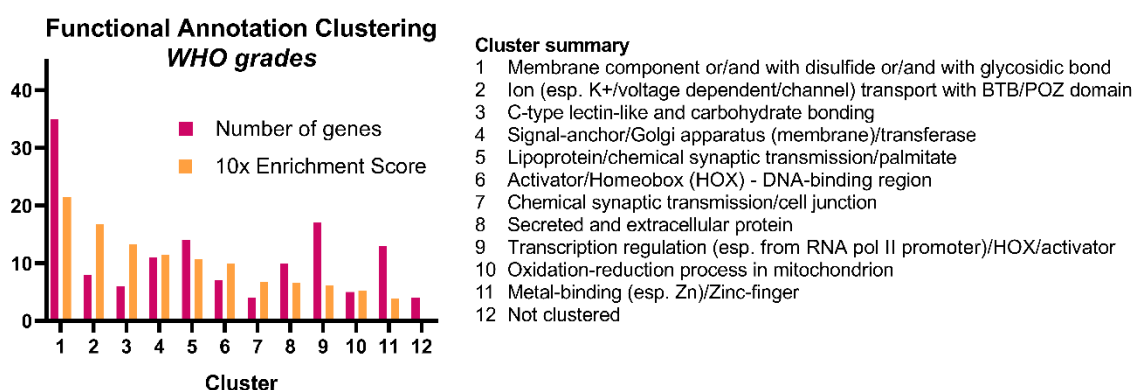 Functional Annotation Clustering
WHO grades
40
30
20
10
0
Number of genes
10x Enrichment Score
1 2 3 4 5 6 7 8 9 10 11 12
Cluster
Cluster summary
1 Membrane component or/and with disulfide or/and with glycosidic bond
2 Ion (esp. K+/voltage dependent/channel) transport with BTB/POZ domain
3 C-type lectin-like and carbohydrate bonding
4 Signal-anchor/Golgi apparatus (membrane)/transferase
5 Lipoprotein/chemical synaptic transmission/palmitate
6 Activator/Homeobox (HOX) - DNA-binding region
7 Chemical synaptic transmission/cell junction
8 Secreted and extracellular protein
9 Transcription regulation (esp. from RNA pol II promoter)/HOX/activator
10 Oxidation-reduction process in mitochondrion
11 Metal-binding (esp. Zn)/Zinc-finger
12 Not clustered